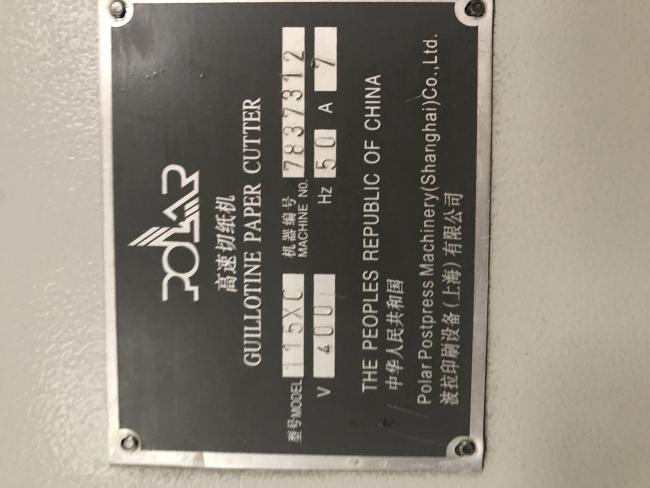 POLAR
高速切纸机
GUILLOTINE PAPER CUTTER
型号MODEL 115XC 机器编号 MACHINE NO. 7837312
V 400 Hz 50 A 7
THE PEOPLES REPUBLIC OF CHINA
中华人民共和国
Polar Postpress Machinery(Shanghai)Co.,Ltd.
波拉印刷设备(上海)有限公司